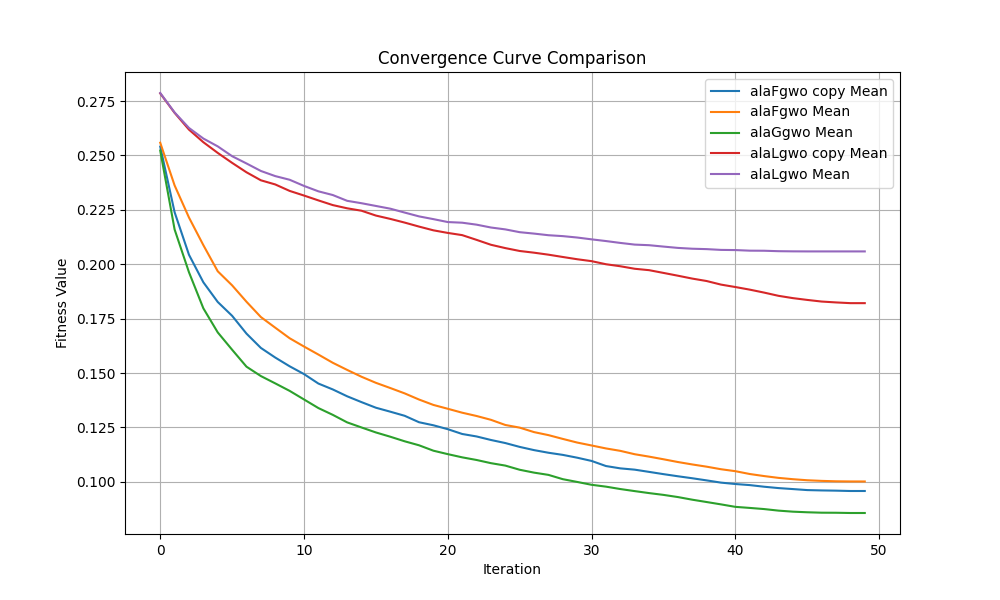 Convergence Curve Comparison
alaFgwo copy Mean
alaFgwo Mean
alaGgwo Mean
alaLgwo copy Mean
alaLgwo Mean
Fitness Value
0.275
0.250
0.225
0.200
0.175
0.150
0.125
0.100
0 10 20 30 40 50
Iteration